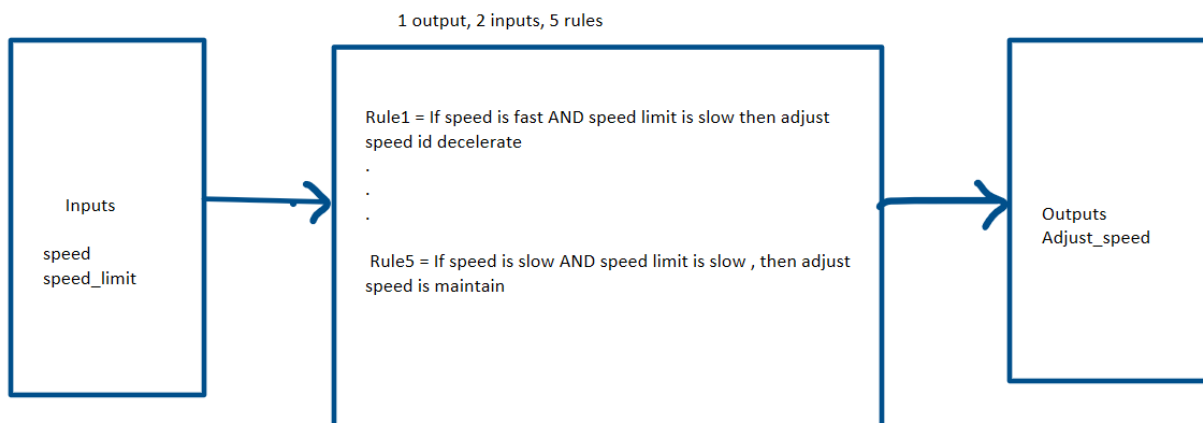 1 output, 2 inputs, 5 rules
Inputs
speed
speed_limit
Rule1 = If speed is fast AND speed limit is slow then adjust
speed id decelerate
.
.
.
Rule5 = If speed is slow AND speed limit is slow , then adjust
speed is maintain
Outputs
Adjust_speed